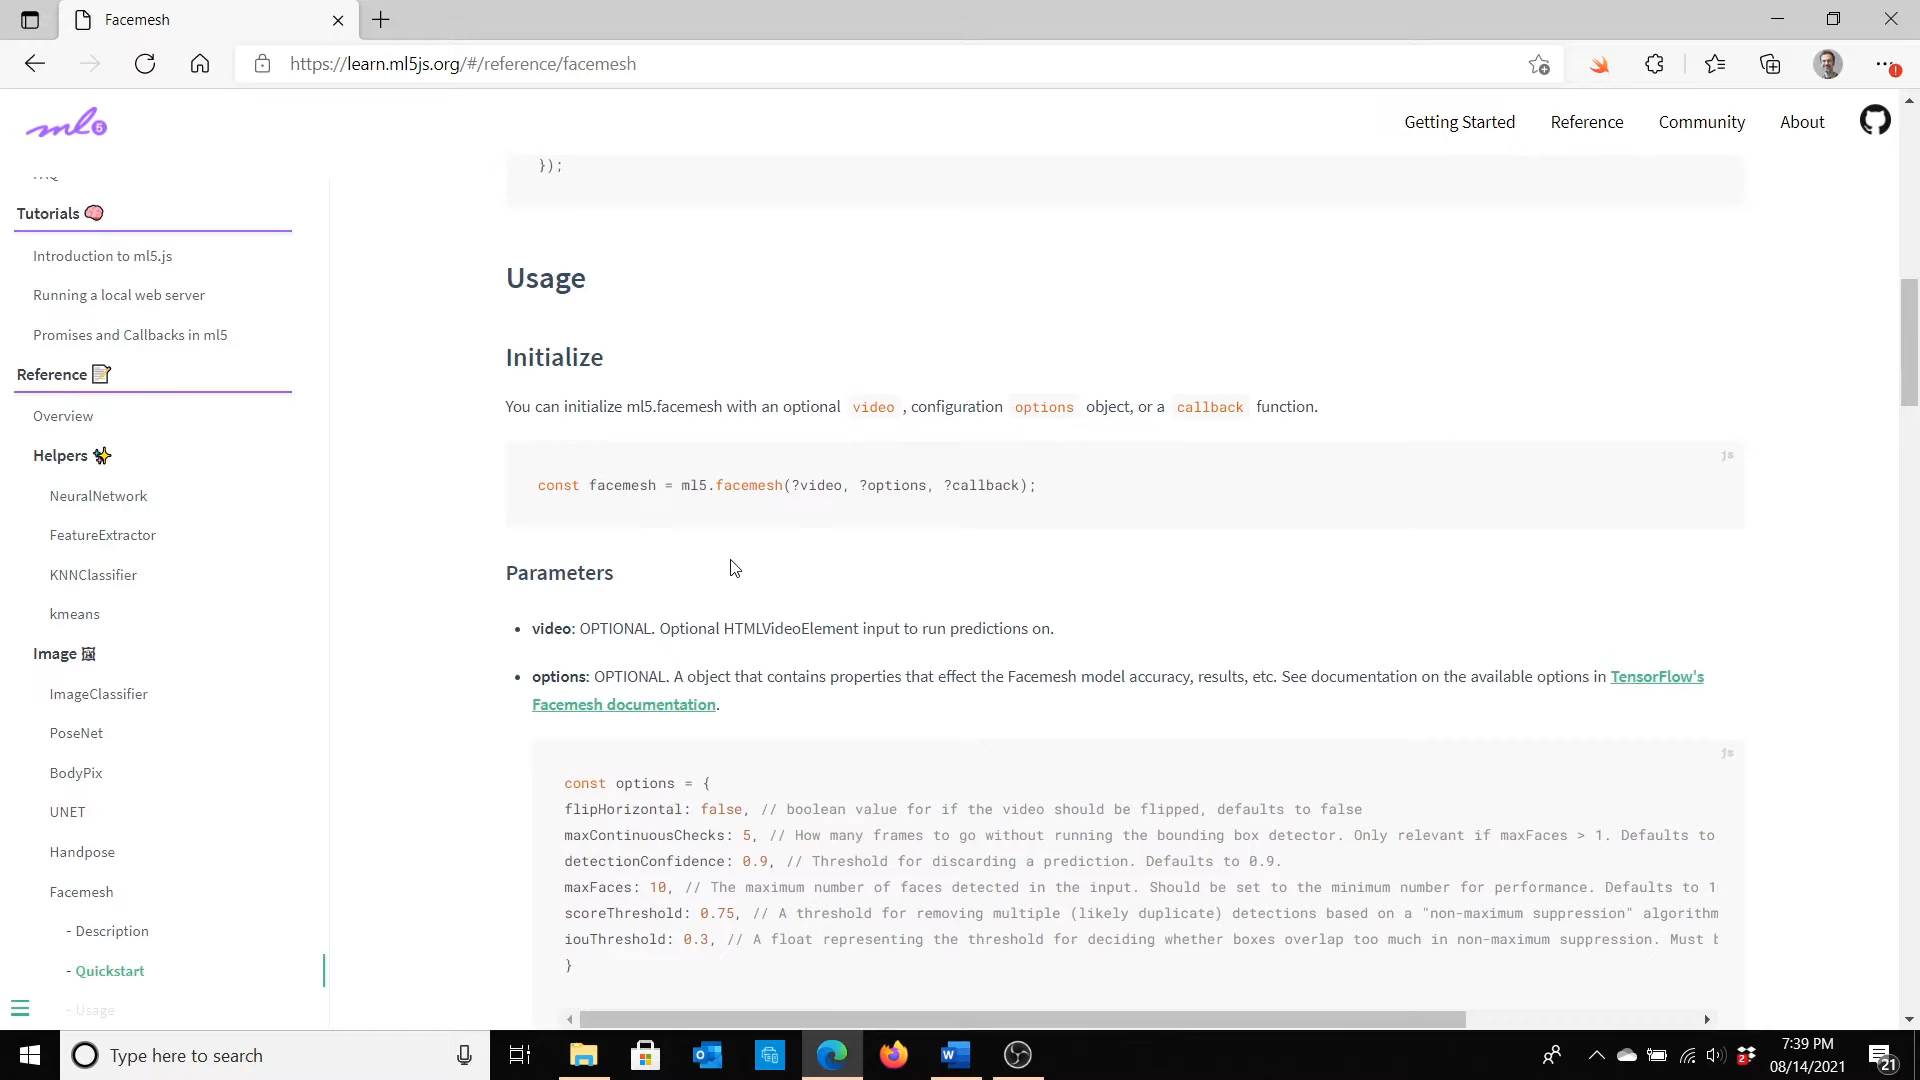 Facemesh
https://learn.ml5js.org/#/reference/facemesh
ml5
Getting Started
Reference
Community
About
FAQ
Tutorials 🧠
Introduction to ml5.js
Running a local web server
Promises and Callbacks in ml5
Reference 📝
Overview
Helpers ✨
NeuralNetwork
FeatureExtractor
KNNClassifier
kmeans
Image 🖼
ImageClassifier
PoseNet
BodyPix
UNET
Handpose
Facemesh
- Description
- Quickstart
- Usage
});
Usage
Initialize
You can initialize ml5.facemesh with an optional video , configuration options object, or a callback function.
js
const facemesh = ml5.facemesh(?video, ?options, ?callback);
Parameters
• video: OPTIONAL. Optional HTMLVideoElement input to run predictions on.
• options: OPTIONAL. A object that contains properties that effect the Facemesh model accuracy, results, etc. See documentation on the available options in TensorFlow's
Facemesh documentation.
js
const options = {
flipHorizontal: false, // boolean value for if the video should be flipped, defaults to false
maxContinuousChecks: 5, // How many frames to go without running the bounding box detector. Only relevant if maxFaces > 1. Defaults to
detectionConfidence: 0.9, // Threshold for discarding a prediction. Defaults to 0.9.
maxFaces: 10, // The maximum number of faces detected in the input. Should be set to the minimum number for performance. Defaults to 1
scoreThreshold: 0.75, // A threshold for removing multiple (likely duplicate) detections based on a "non-maximum suppression" algorithm
iouThreshold: 0.3, // A float representing the threshold for deciding whether boxes overlap too much in non-maximum suppression. Must
}
Type here to search
7:39 PM
08/14/2021
21